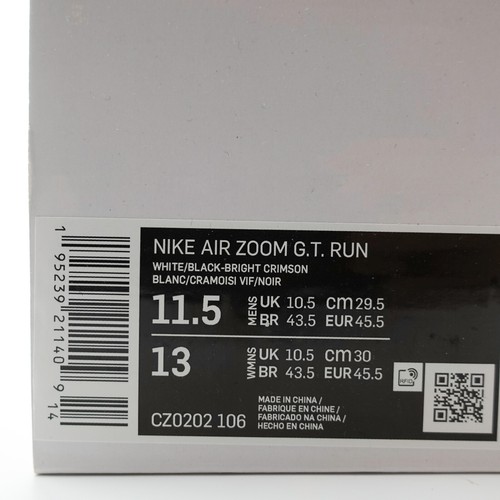 NIKE AIR ZOOM G.T. RUN
WHITE/BLACK-BRIGHT CRIMSON
BLANC/CRAMOISI VIF/NOIR
11.5 MENS UK 10.5 cm 29.5
BR 43.5 EUR 45.5
13 WMNS UK 10.5 cm 30
BR 43.5 EUR 45.5
CZ0202 106
MADE IN CHINA /
FABRIQUE EN CHINE /
FABRICADO NA CHINA /
HECHO EN CHINA
RFID
1 95239 21140 9 14